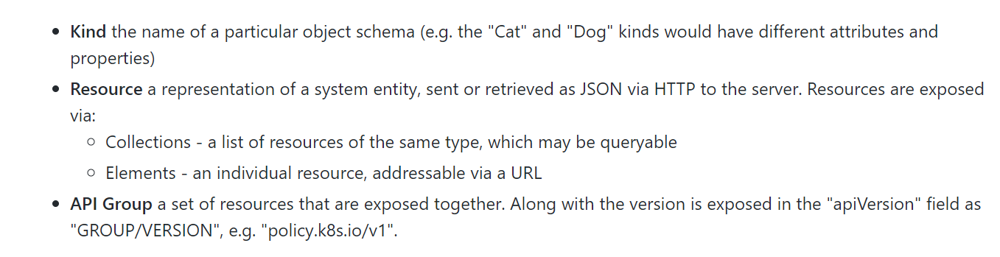 Kind the name of a particular object schema (e.g. the "Cat" and "Dog" kinds would have different attributes and
properties)
Resource a representation of a system entity, sent or retrieved as JSON via HTTP to the server. Resources are exposed
via:
Collections - a list of resources of the same type, which may be queryable
Elements - an individual resource, addressable via a URL
API Group a set of resources that are exposed together. Along with the version is exposed in the "apiVersion" field as
"GROUP/VERSION", e.g. "policy.k8s.io/v1".